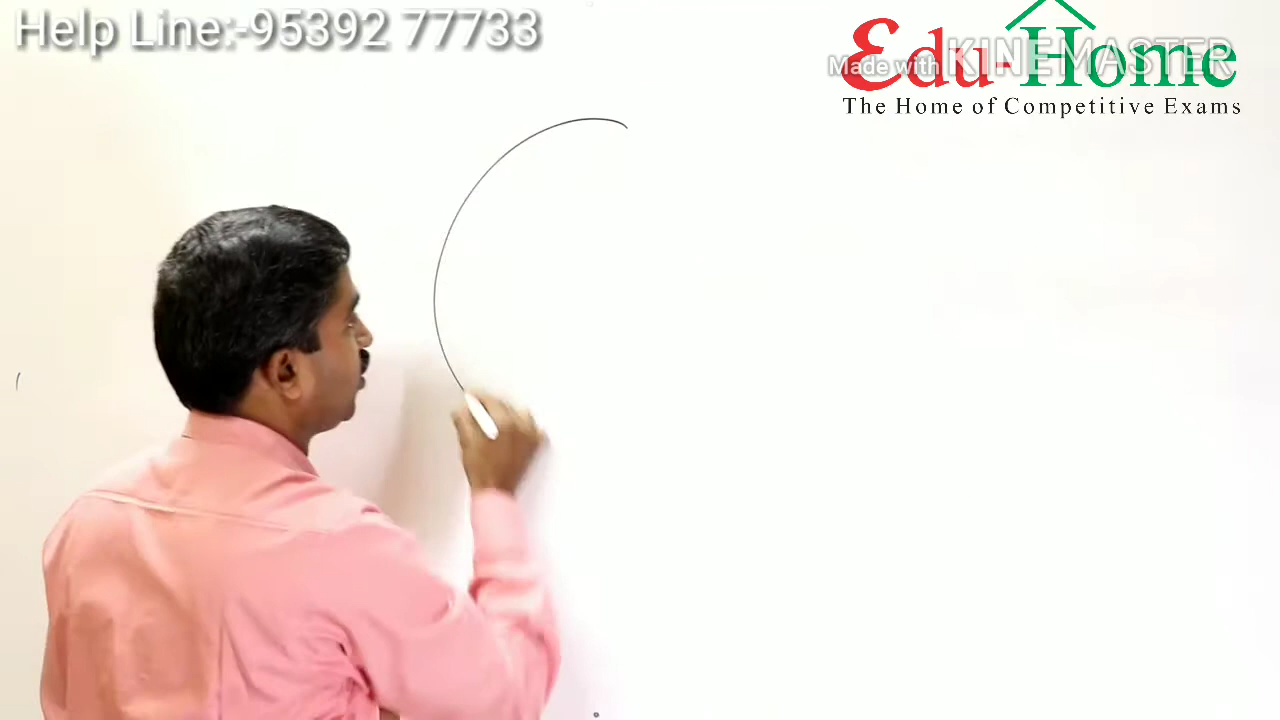 Help Line:-95392 77733
Edu-Home
Made with KINEMASTER
The Home of Competitive Exams